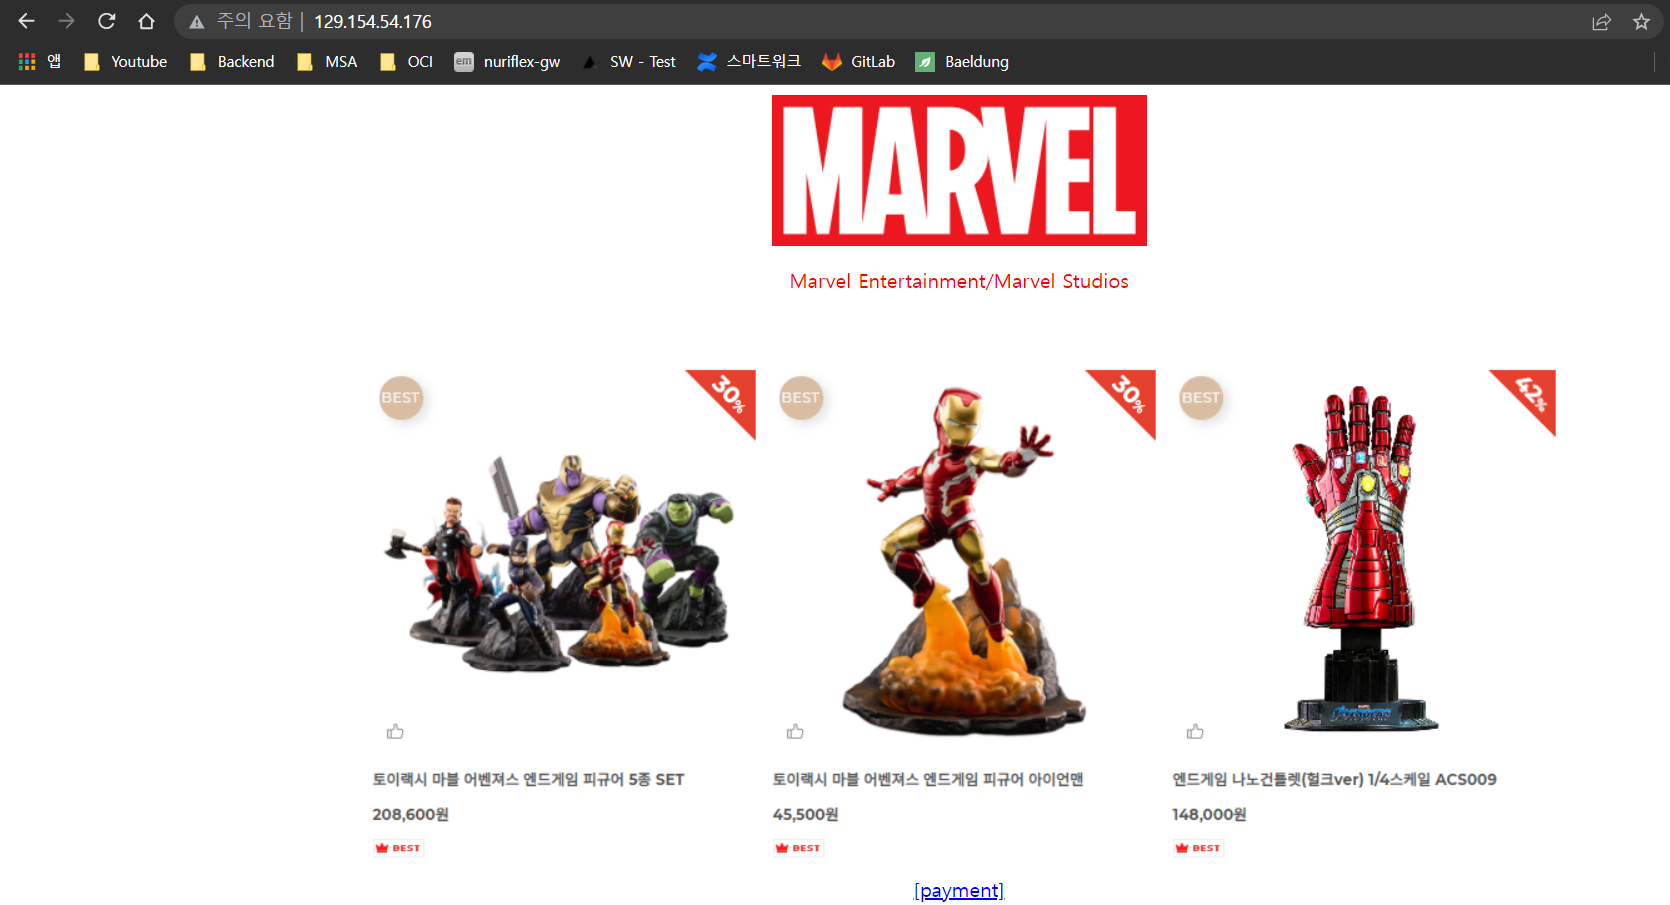 주의 요함 | 129.154.54.176
앱 Youtube Backend MSA OCI em nuriflex-gw SW - Test 스마트워크 GitLab Baeldung
MARVEL
Marvel Entertainment/Marvel Studios
BEST 30% BEST 30% BEST 42%
MARVEL
AVENGERS
토이랙시 마블 어벤져스 엔드게임 피규어 5종 SET
토이랙시 마블 어벤져스 엔드게임 피규어 아이언맨
엔드게임 나노건틀렛(헐크ver) 1/4스케일 ACS009
208,600원 45,500원 148,000원
BEST BEST BEST
[payment]